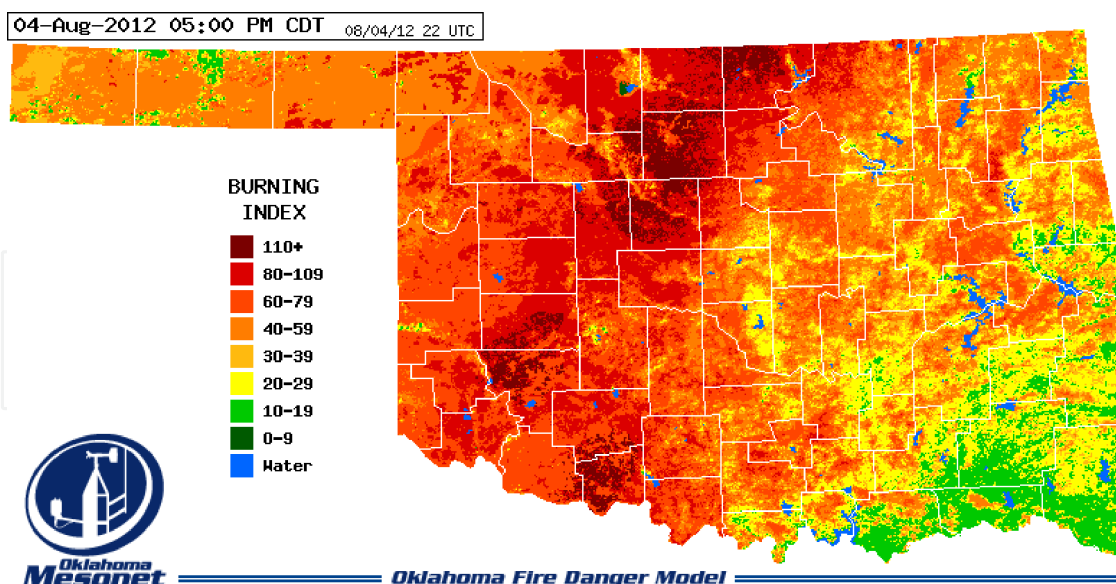 04-Aug-2012 05:00 PM CDT 08/04/12 22 UTC
BURNING
INDEX
110+
80-109
60-79
40-59
30-39
20-29
10-19
0-9
Water
Oklahoma
Mesonet
Oklahoma Fire Danger Model